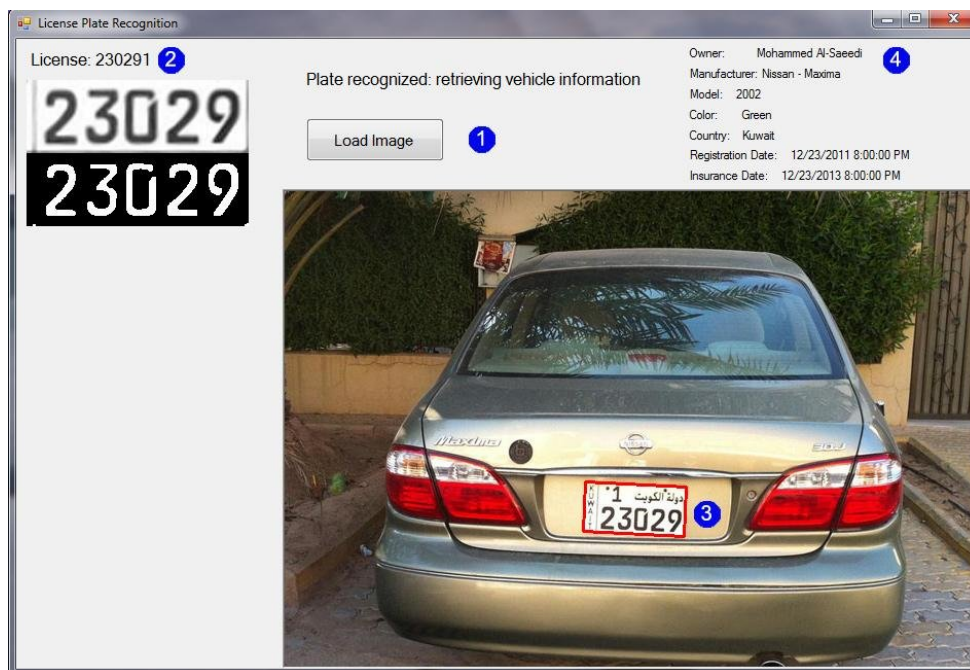 License Plate Recognition
License: 230291 2
23029
23029
Plate recognized: retrieving vehicle information
Load Image 1
Owner: Mohammed Al-Saeedi 4
Manufacturer: Nissan - Maxima
Model: 2002
Color: Green
Country: Kuwait
Registration Date: 12/23/2011 8:00:00 PM
Insurance Date: 12/23/2013 8:00:00 PM
Maxima
NISSAN
30J
KUWAIT
1 دولة الكويت
23029 3